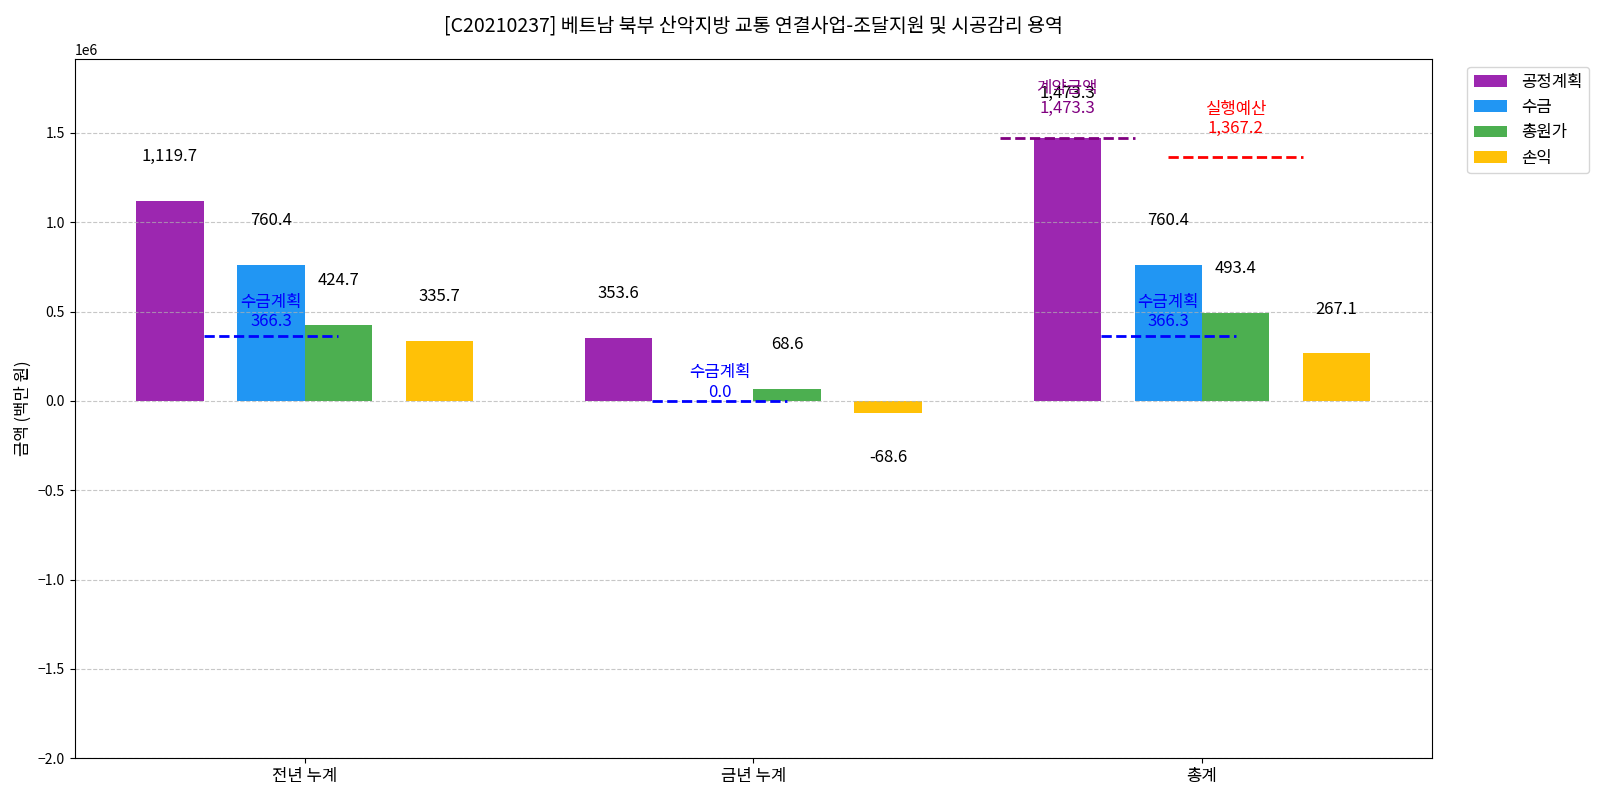 [C20210237] 베트남 북부 산악지방 교통 연결사업-조달지원 및 시공감리 용역
1e6
금액 (백만 원)
1.5
1.0
0.5
0.0
−0.5
−1.0
−1.5
−2.0
1,119.7
760.4
수금계획
366.3
424.7
335.7
353.6
수금계획
0.0
68.6
-68.6
계약금액
1,473.3
1,473.3
760.4
수금계획
366.3
493.4
실행예산
1,367.2
267.1
전년 누계
금년 누계
총계
공정계획
수금
총원가
손익